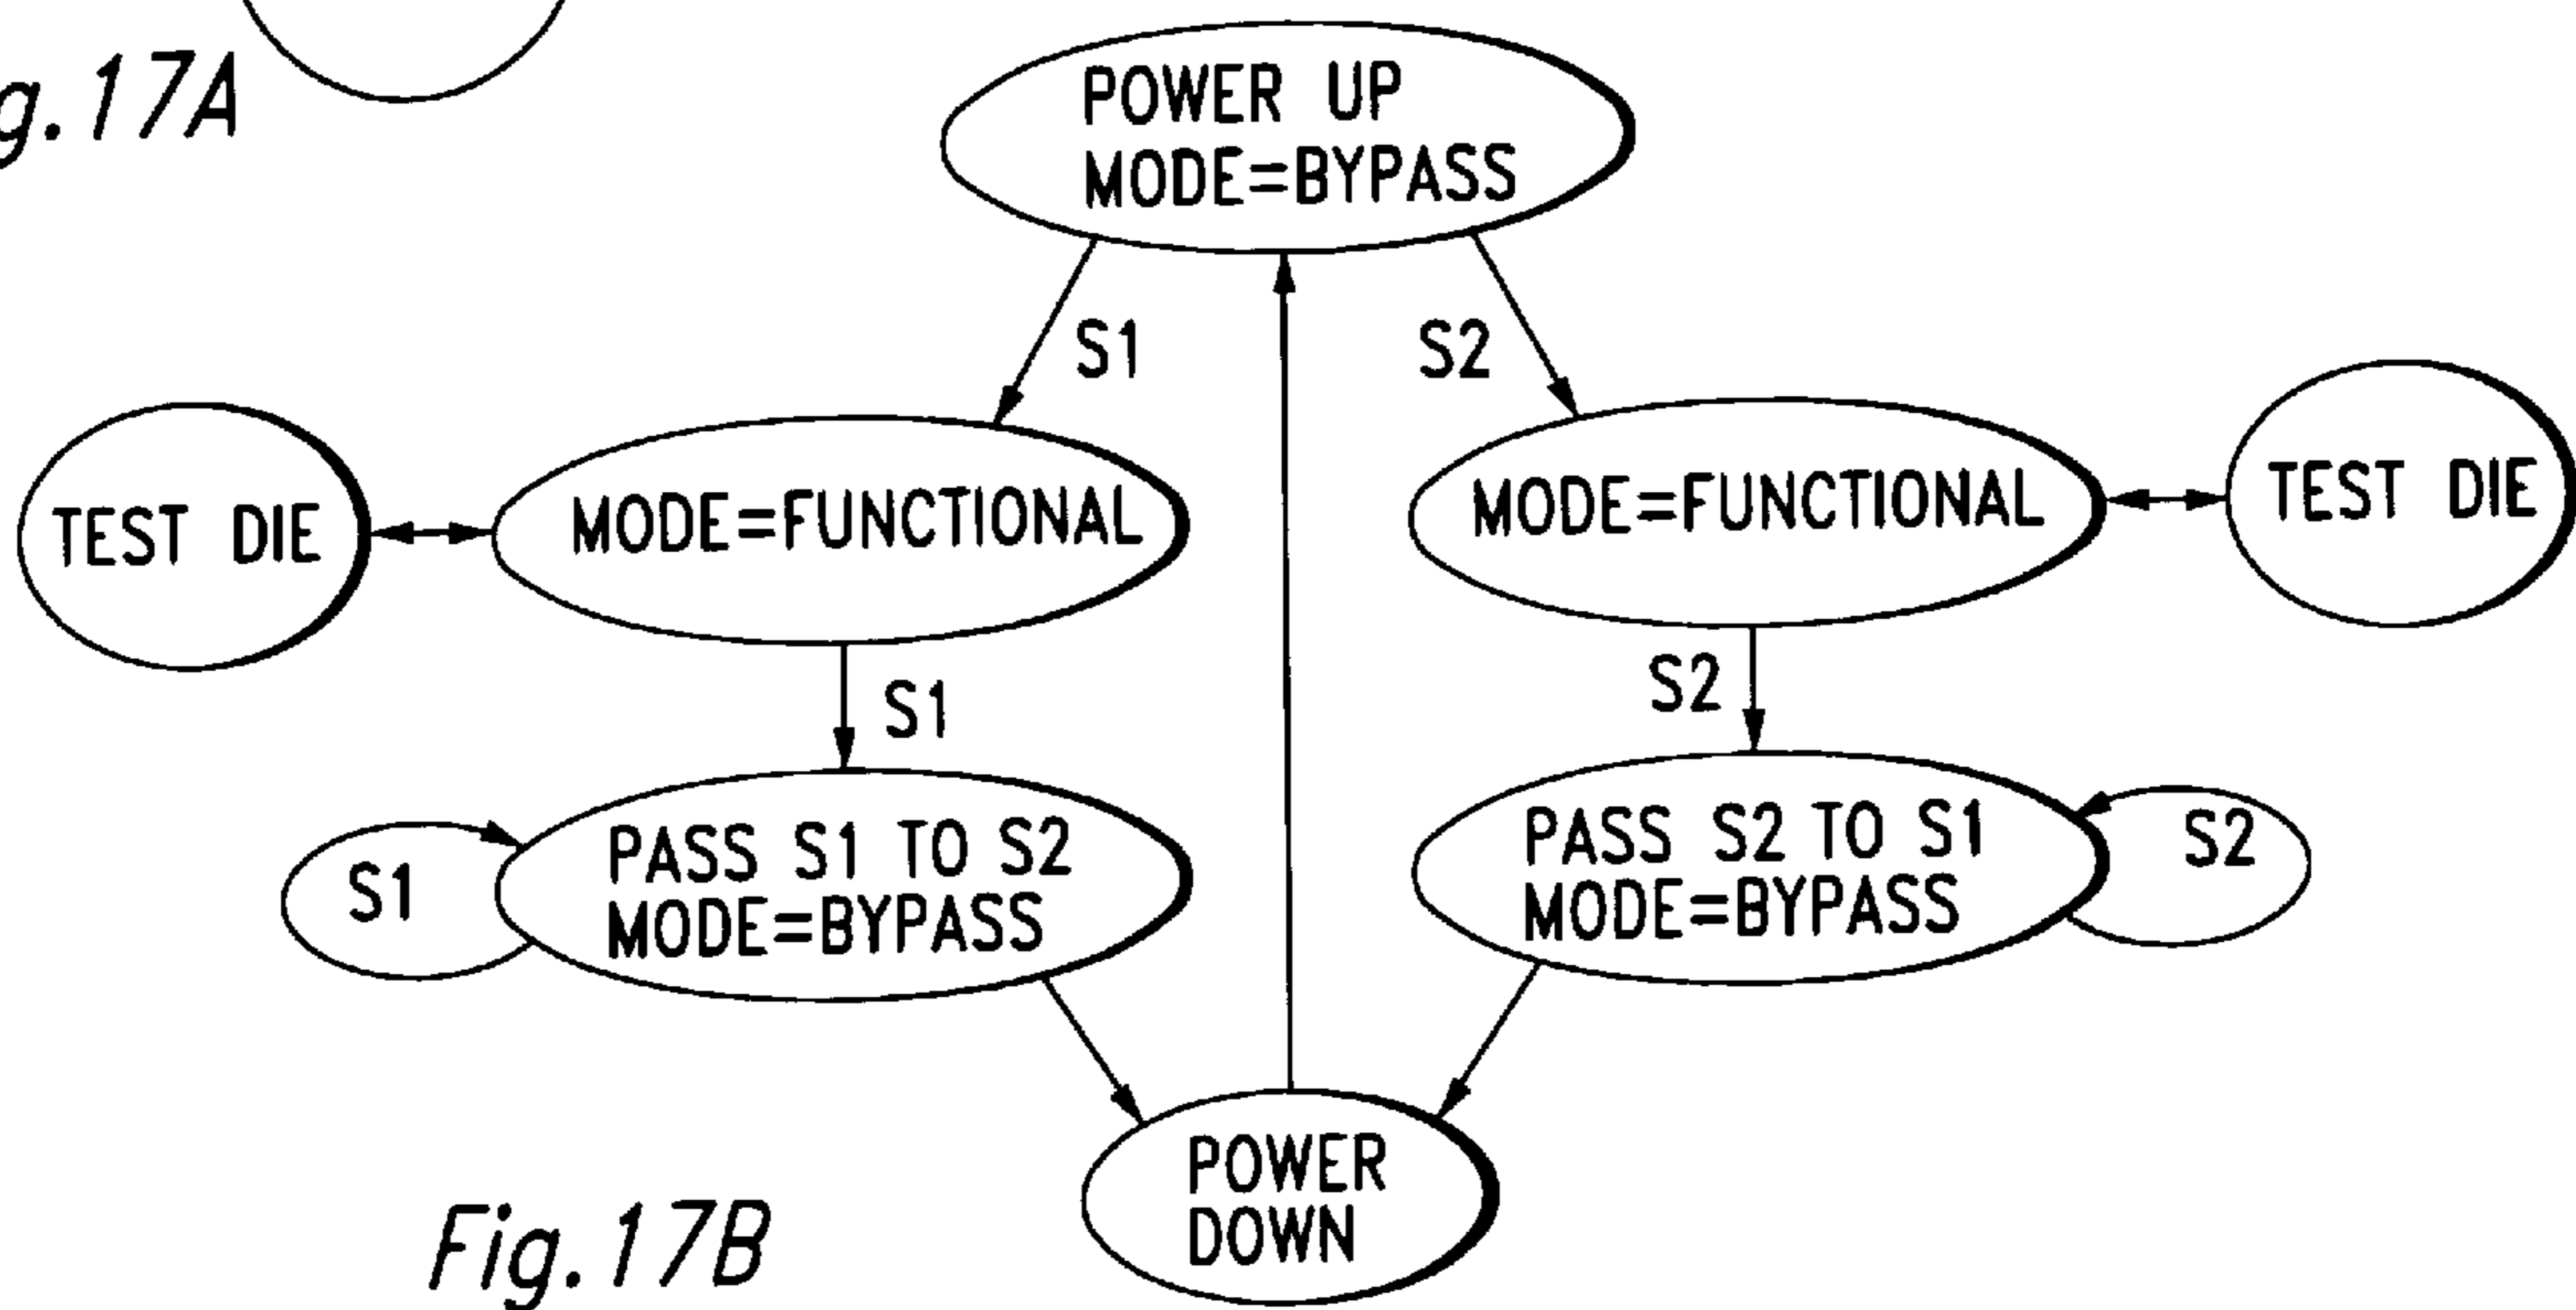 g.17A
POWER UP
MODE=BYPASS
S1
S2
TEST DIE
MODE=FUNCTIONAL
MODE=FUNCTIONAL
TEST DIE
S1
S2
S1
PASS S1 TO S2
MODE=BYPASS
PASS S2 TO S1
MODE=BYPASS
S2
POWER
DOWN
Fig.17B